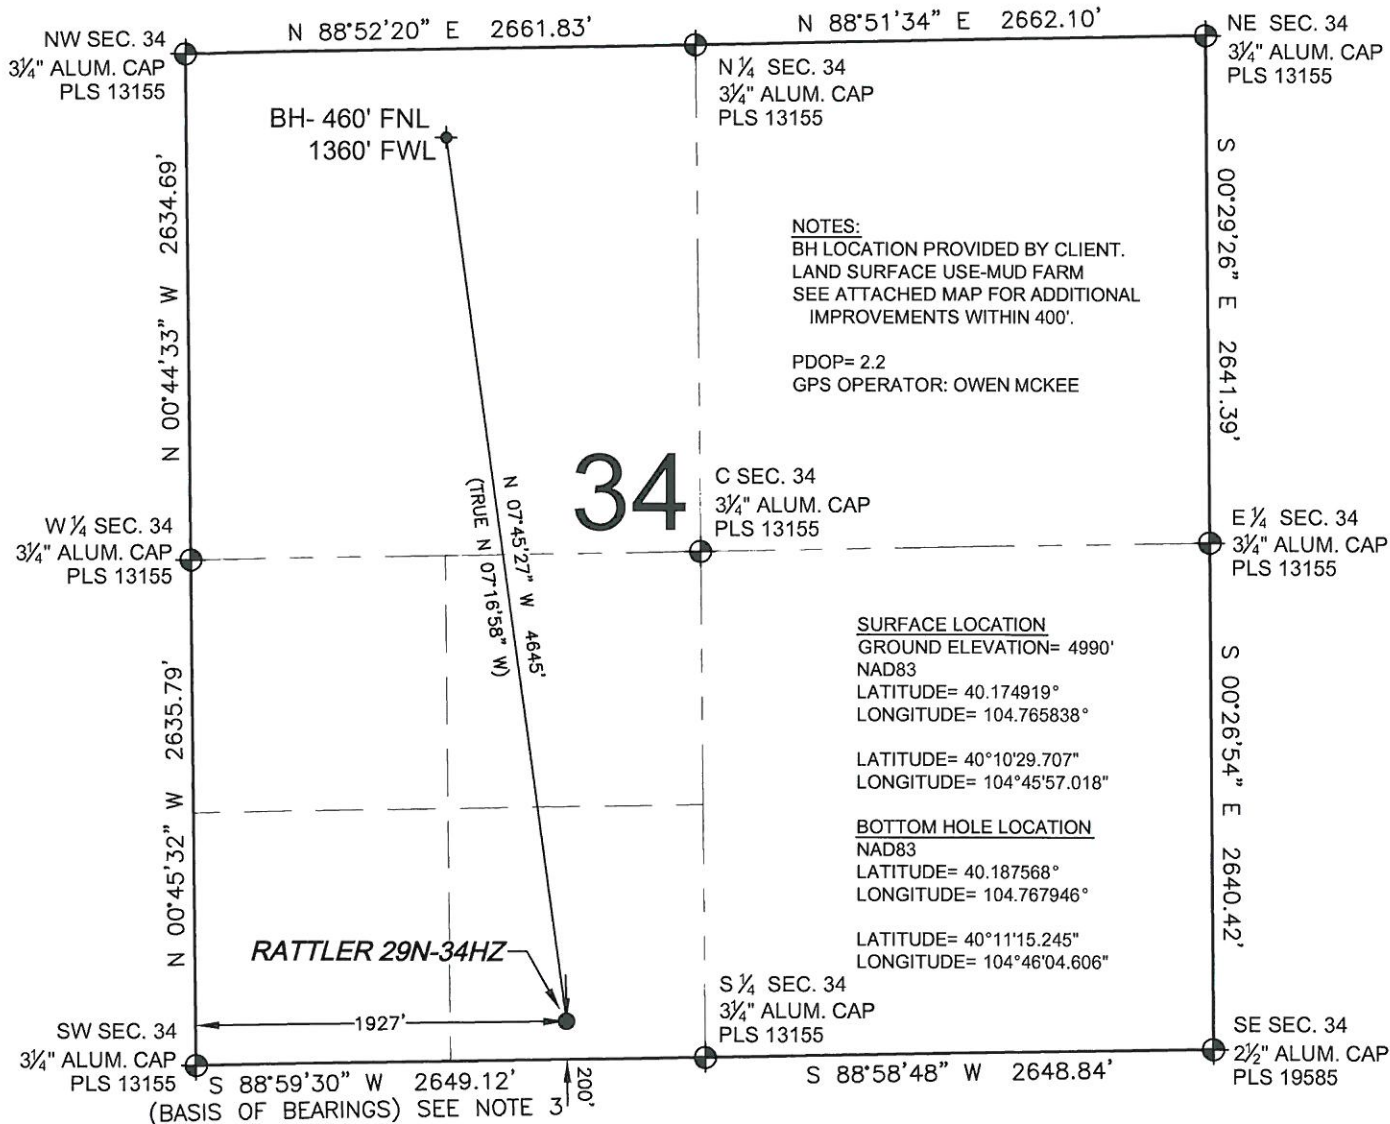 N 88°52'20" E 2661.83'
N 88°51'34" E 2662.10'
NW SEC. 34
3¼" ALUM. CAP
PLS 13155
N ¼ SEC. 34
3¼" ALUM. CAP
PLS 13155
NE SEC. 34
3¼" ALUM. CAP
PLS 13155
BH- 460' FNL
1360' FWL
N 00°44'33" W 2634.69'
S 00°29'26" E 2641.39'
NOTES:
BH LOCATION PROVIDED BY CLIENT.
LAND SURFACE USE-MUD FARM
SEE ATTACHED MAP FOR ADDITIONAL
IMPROVEMENTS WITHIN 400'.
PDOP= 2.2
GPS OPERATOR: OWEN MCKEE
34
N 07°45'27" W 4645'
(TRUE N 07°16'58" W)
C SEC. 34
3¼" ALUM. CAP
PLS 13155
W ¼ SEC. 34
3¼" ALUM. CAP
PLS 13155
E ¼ SEC. 34
3¼" ALUM. CAP
PLS 13155
SURFACE LOCATION
GROUND ELEVATION= 4990'
NAD83
LATITUDE= 40.174919°
LONGITUDE= 104.765838°
LATITUDE= 40°10'29.707"
LONGITUDE= 104°45'57.018"
BOTTOM HOLE LOCATION
NAD83
LATITUDE= 40.187568°
LONGITUDE= 104.767946°
LATITUDE= 40°11'15.245"
LONGITUDE= 104°46'04.606"
N 00°45'32" W 2635.79'
S 00°26'54" E 2640.42'
RATTLER 29N-34HZ
1927'
200'
SW SEC. 34
3¼" ALUM. CAP
PLS 13155
S ¼ SEC. 34
3¼" ALUM. CAP
PLS 13155
SE SEC. 34
2½" ALUM. CAP
PLS 19585
S 88°59'30" W 2649.12'
(BASIS OF BEARINGS) SEE NOTE 3
S 88°58'48" W 2648.84'